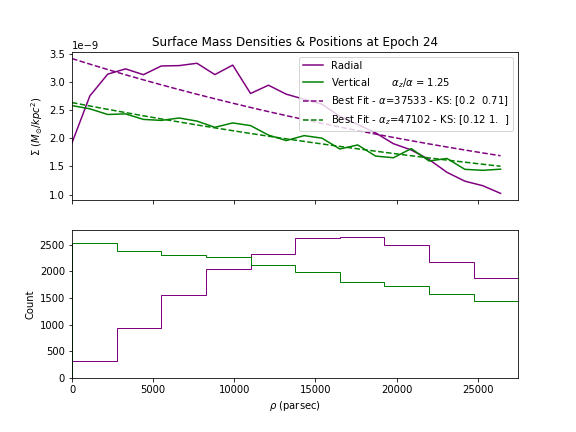 Surface Mass Densities & Positions at Epoch 24
1e−9
3.5
3.0
2.5
2.0
1.5
1.0
Σ (M⊙/kpc²)
Radial
Vertical αz/α = 1.25
Best Fit - α=37533 - KS: [0.2 0.71]
Best Fit - αz=47102 - KS: [0.12 1. ]
2500
2000
1500
1000
500
0
Count
0 5000 10000 15000 20000 25000
ρ (parsec)